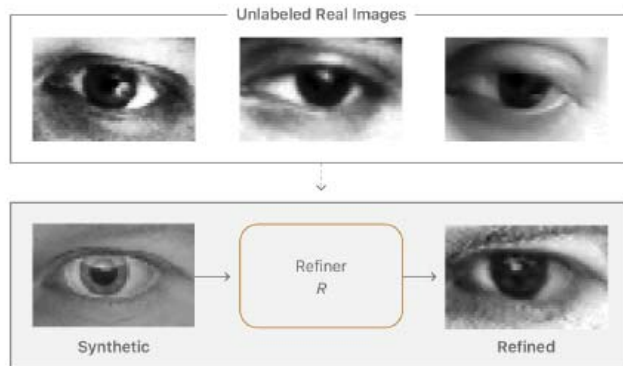 Unlabeled Real Images
Refiner
R
Synthetic
Refined